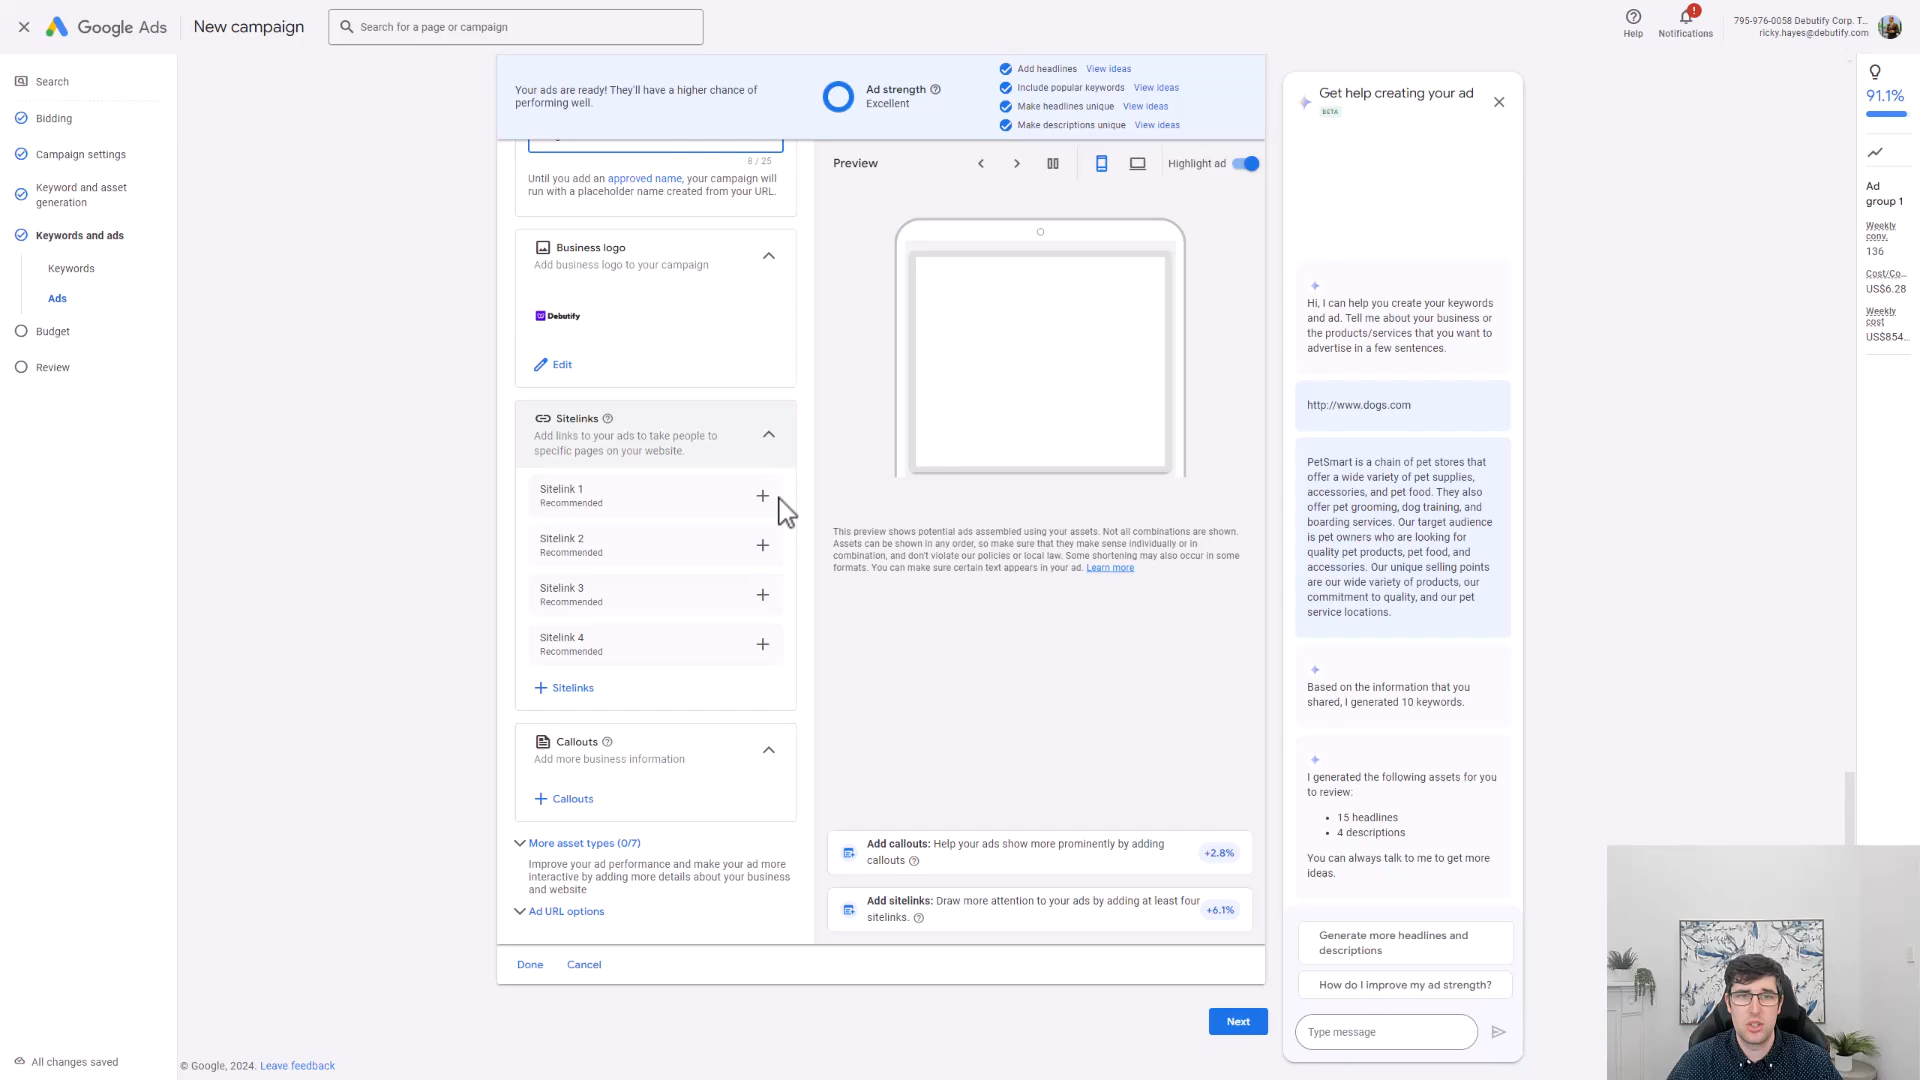 Google Ads
New campaign
Search for a page or campaign
Help
Notifications
795-976-0058 Debutify Corp. T...
ricky.hayes@debutify.com
Search
Bidding
Campaign settings
Keyword and asset
generation
Keywords and ads
Keywords
Ads
Budget
Review
All changes saved
Your ads are ready! They'll have a higher chance of
performing well.
Ad strength
Excellent
Add headlines View ideas
Include popular keywords View ideas
Make headlines unique View ideas
Make descriptions unique View ideas
8 / 25
Until you add an approved name, your campaign will
run with a placeholder name created from your URL.
Business logo
Add business logo to your campaign
Debutify
Edit
Sitelinks
Add links to your ads to take people to
specific pages on your website.
Sitelink 1
Recommended
Sitelink 2
Recommended
Sitelink 3
Recommended
Sitelink 4
Recommended
Sitelinks
Callouts
Add more business information
Callouts
More asset types (0/7)
Improve your ad performance and make your ad more
interactive by adding more details about your business
and website
Ad URL options
Done Cancel
Preview
Highlight ad
This preview shows potential ads assembled using your assets. Not all combinations are shown.
Assets can be shown in any order, so make sure that they make sense individually or in
combination, and don't violate our policies or local law. Some shortening may also occur in some
formats. You can make sure certain text appears in your ad. Learn more
Add callouts: Help your ads show more prominently by adding
callouts
+2.8%
Add sitelinks: Draw more attention to your ads by adding at least four
sitelinks.
+6.1%
Next
© Google, 2024. Leave feedback
Get help creating your ad
BETA
Hi, I can help you create your keywords
and ad. Tell me about your business or
the products/services that you want to
advertise in a few sentences.
http://www.dogs.com
PetSmart is a chain of pet stores that
offer a wide variety of pet supplies,
accessories, and pet food. They also
offer pet grooming, dog training, and
boarding services. Our target audience
is pet owners who are looking for
quality pet products, pet food, and
accessories. Our unique selling points
are our wide variety of products, our
commitment to quality, and our pet
service locations.
Based on the information that you
shared, I generated 10 keywords.
I generated the following assets for you
to review:
• 15 headlines
• 4 descriptions
You can always talk to me to get more
ideas.
Generate more headlines and
descriptions
How do I improve my ad strength?
Type message
91.1%
Ad
group 1
Weekly
conv.
136
Cost/Co...
US$6.28
Weekly
cost
US$854...